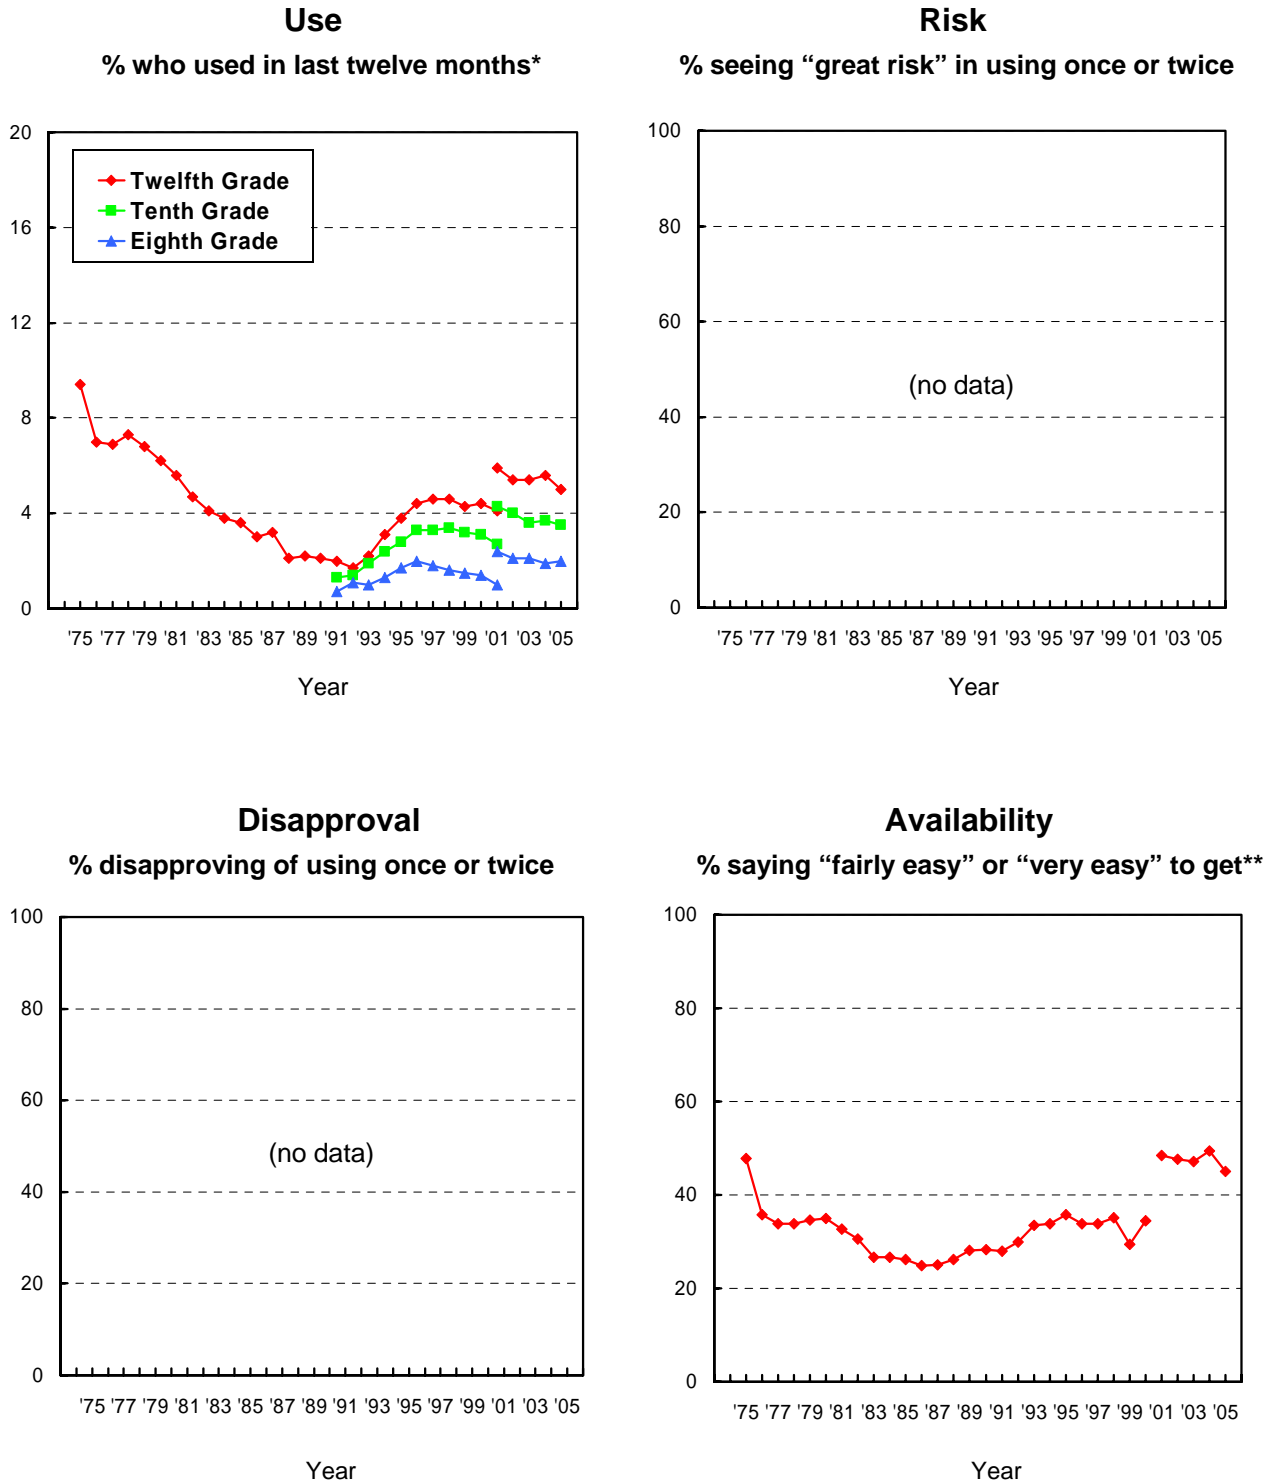 Use
% who used in last twelve months*
20
16
12
8
4
0
Twelfth Grade
Tenth Grade
Eighth Grade
'75 '77 '79 '81 '83 '85 '87 '89 '91 '93 '95 '97 '99 '01 '03 '05
Year
Risk
% seeing “great risk” in using once or twice
100
80
60
40
20
0
(no data)
'75 '77 '79 '81 '83 '85 '87 '89 '91 '93 '95 '97 '99 '01 '03 '05
Year
Disapproval
% disapproving of using once or twice
100
80
60
40
20
0
(no data)
'75 '77 '79 '81 '83 '85 '87 '89 '91 '93 '95 '97 '99 '01 '03 '05
Year
Availability
% saying “fairly easy” or “very easy” to get**
100
80
60
40
20
0
'75 '77 '79 '81 '83 '85 '87 '89 '91 '93 '95 '97 '99 '01 '03 '05
Year